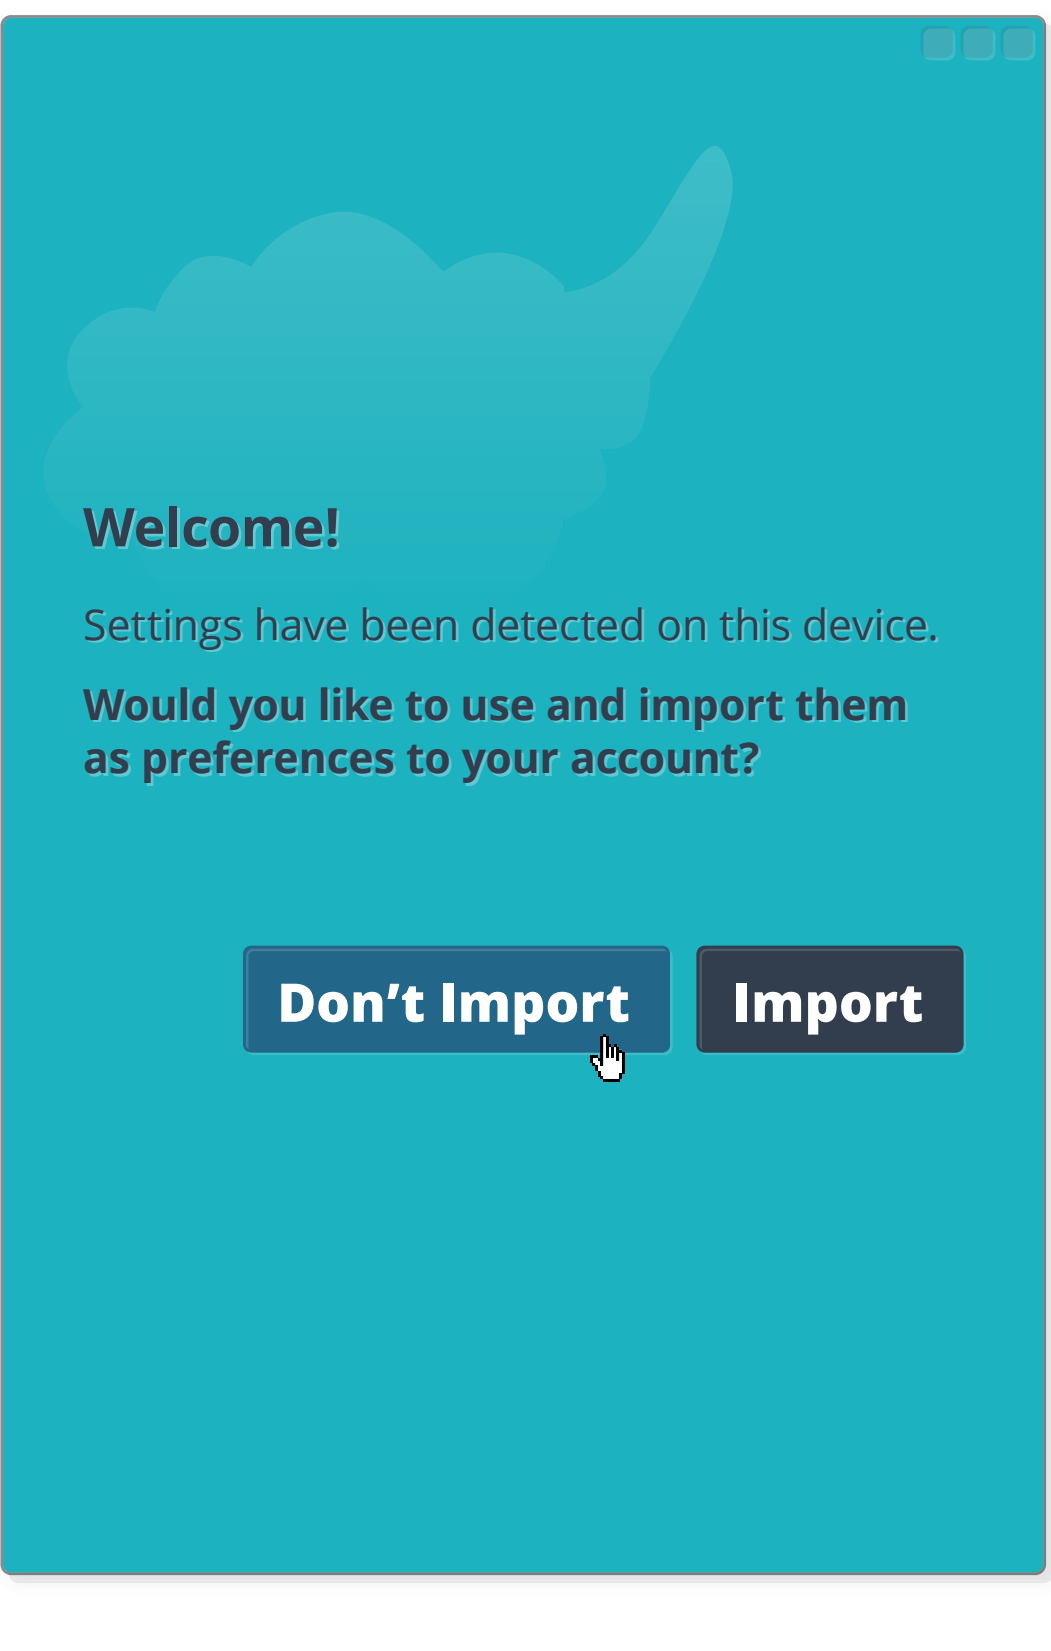 Welcome!
Settings have been detected on this device.
Would you like to use and import them
as preferences to your account?
Don’t Import
Import